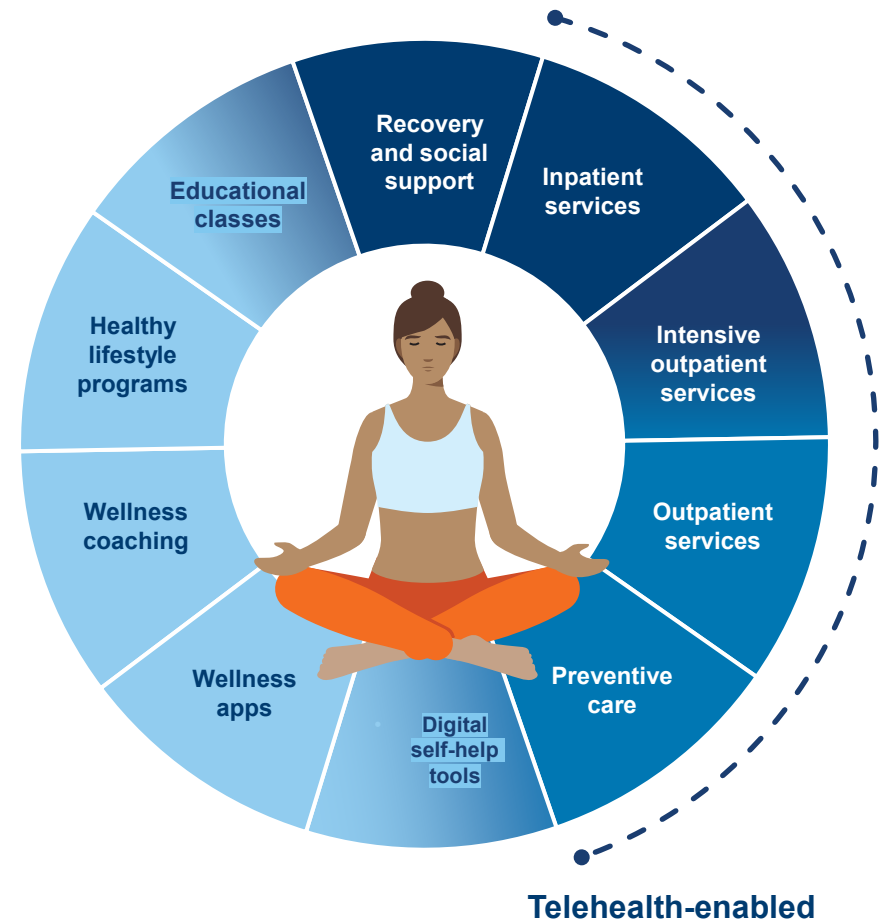 Recovery
and social
support
Inpatient
services
Intensive
outpatient
services
Outpatient
services
Preventive
care
Digital
self-help
tools
Wellness
apps
Wellness
coaching
Healthy
lifestyle
programs
Educational
classes
Telehealth-enabled